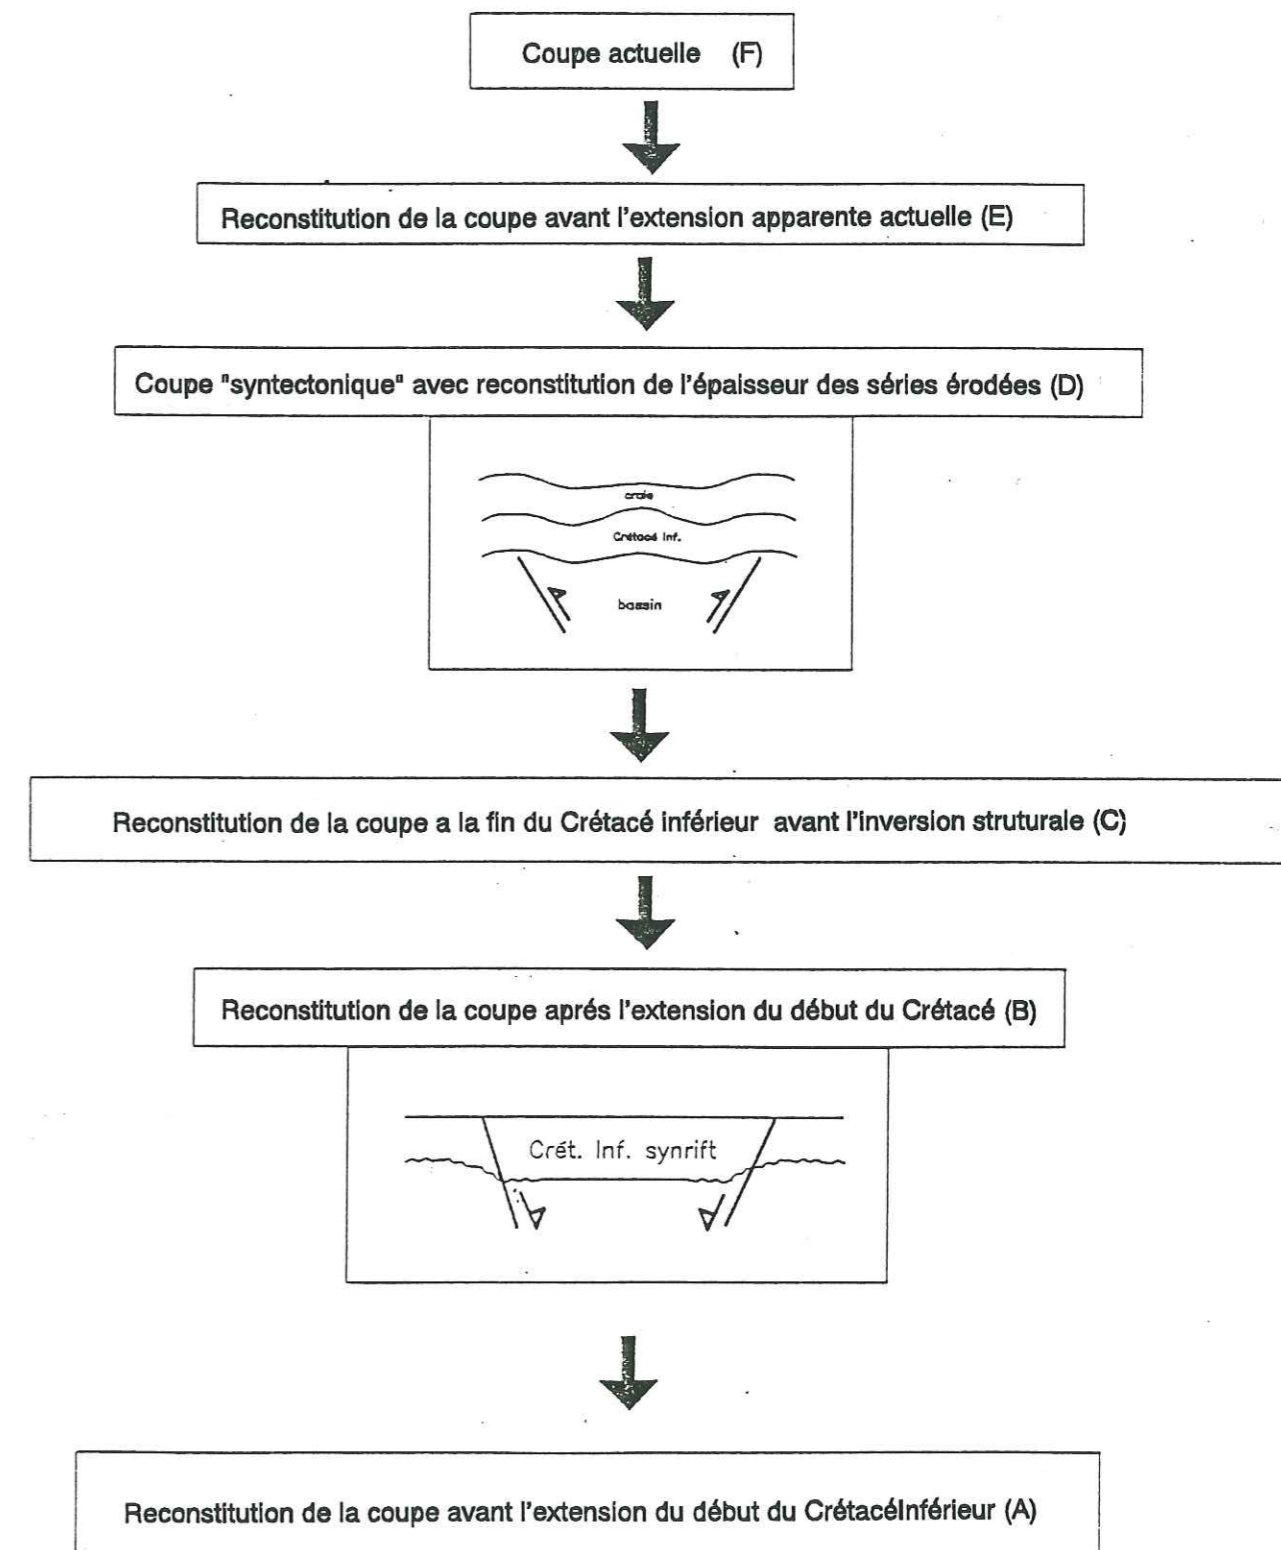 Coupe actuelle (F)
Reconstitution de la coupe avant l'extension apparente actuelle (E)
Coupe "syntectonique" avec reconstitution de l'épaisseur des séries érodées (D)
craie
Crétacé Inf.
bassin
Reconstitution de la coupe a la fin du Crétacé inférieur avant l'inversion struturale (C)
Reconstitution de la coupe aprés l'extension du début du Crétacé (B)
Crét. Inf. synrift
Reconstitution de la coupe avant l'extension du début du CrétacéInférieur (A)